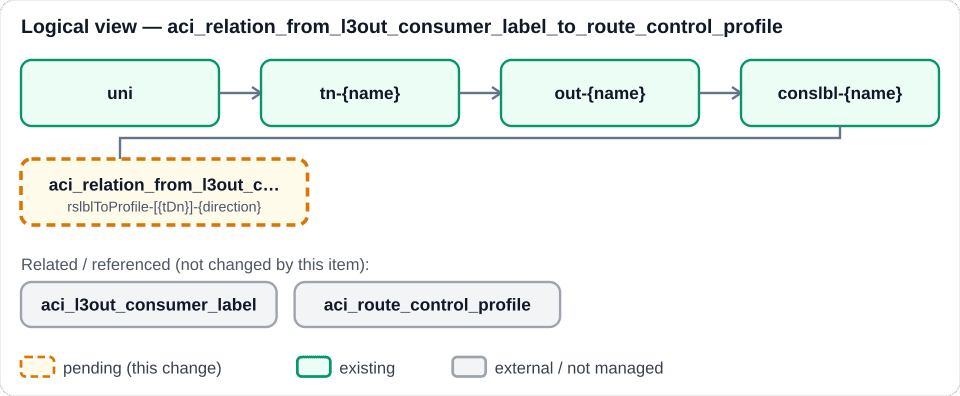 Logical view — aci_relation_from_l3out_consumer_label_to_route_control_profile
uni
tn-{name}
out-{name}
conslbl-{name}
aci_relation_from_l3out_c…
rslblToProfile-[{tDn}]-{direction}
Related / referenced (not changed by this item):
aci_l3out_consumer_label
aci_route_control_profile
pending (this change)
existing
external / not managed